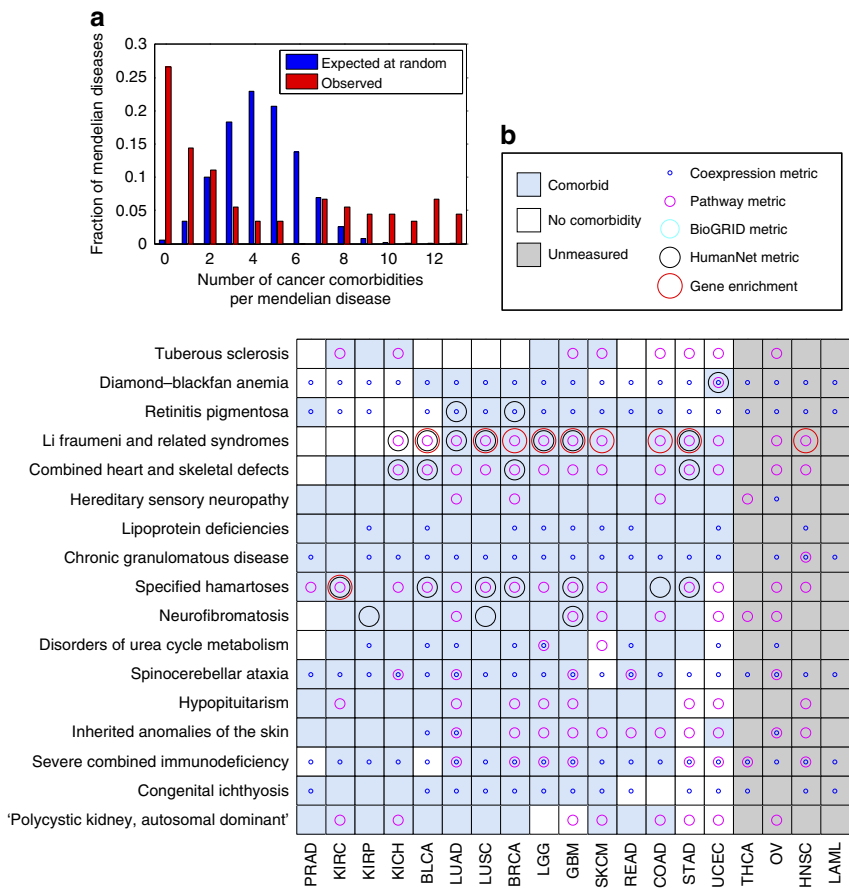 a
0.3
0.25
0.2
0.15
0.1
0.05
0
Fraction of mendelian diseases
Expected at random
Observed
0 2 4 6 8 10 12
Number of cancer comorbidities
per mendelian disease
b
Comorbid
No comorbidity
Unmeasured
Coexpression metric
Pathway metric
BioGRID metric
HumanNet metric
Gene enrichment
Tuberous sclerosis
Diamond–blackfan anemia
Retinitis pigmentosa
Li fraumeni and related syndromes
Combined heart and skeletal defects
Hereditary sensory neuropathy
Lipoprotein deficiencies
Chronic granulomatous disease
Specified hamartoses
Neurofibromatosis
Disorders of urea cycle metabolism
Spinocerebellar ataxia
Hypopituitarism
Inherited anomalies of the skin
Severe combined immunodeficiency
Congenital ichthyosis
‘Polycystic kidney, autosomal dominant’
PRAD
KIRC
KIRP
KICH
BLCA
LUAD
LUSC
BRCA
LGG
GBM
SKCM
READ
COAD
STAD
UCEC
THCA
OV
HNSC
LAML